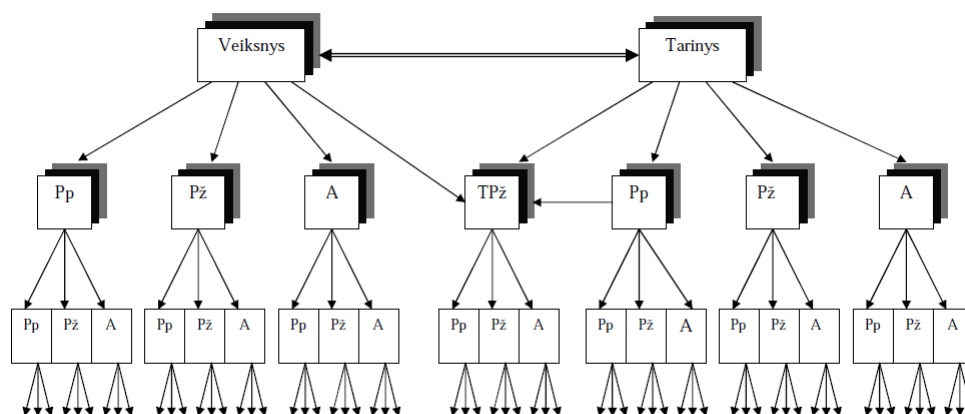 Veiksnys Tarinys
Pp Pž A TPž Pp Pž A
Pp Pž A Pp Pž A Pp Pž A Pp Pž A Pp Pž A Pp Pž A Pp Pž A